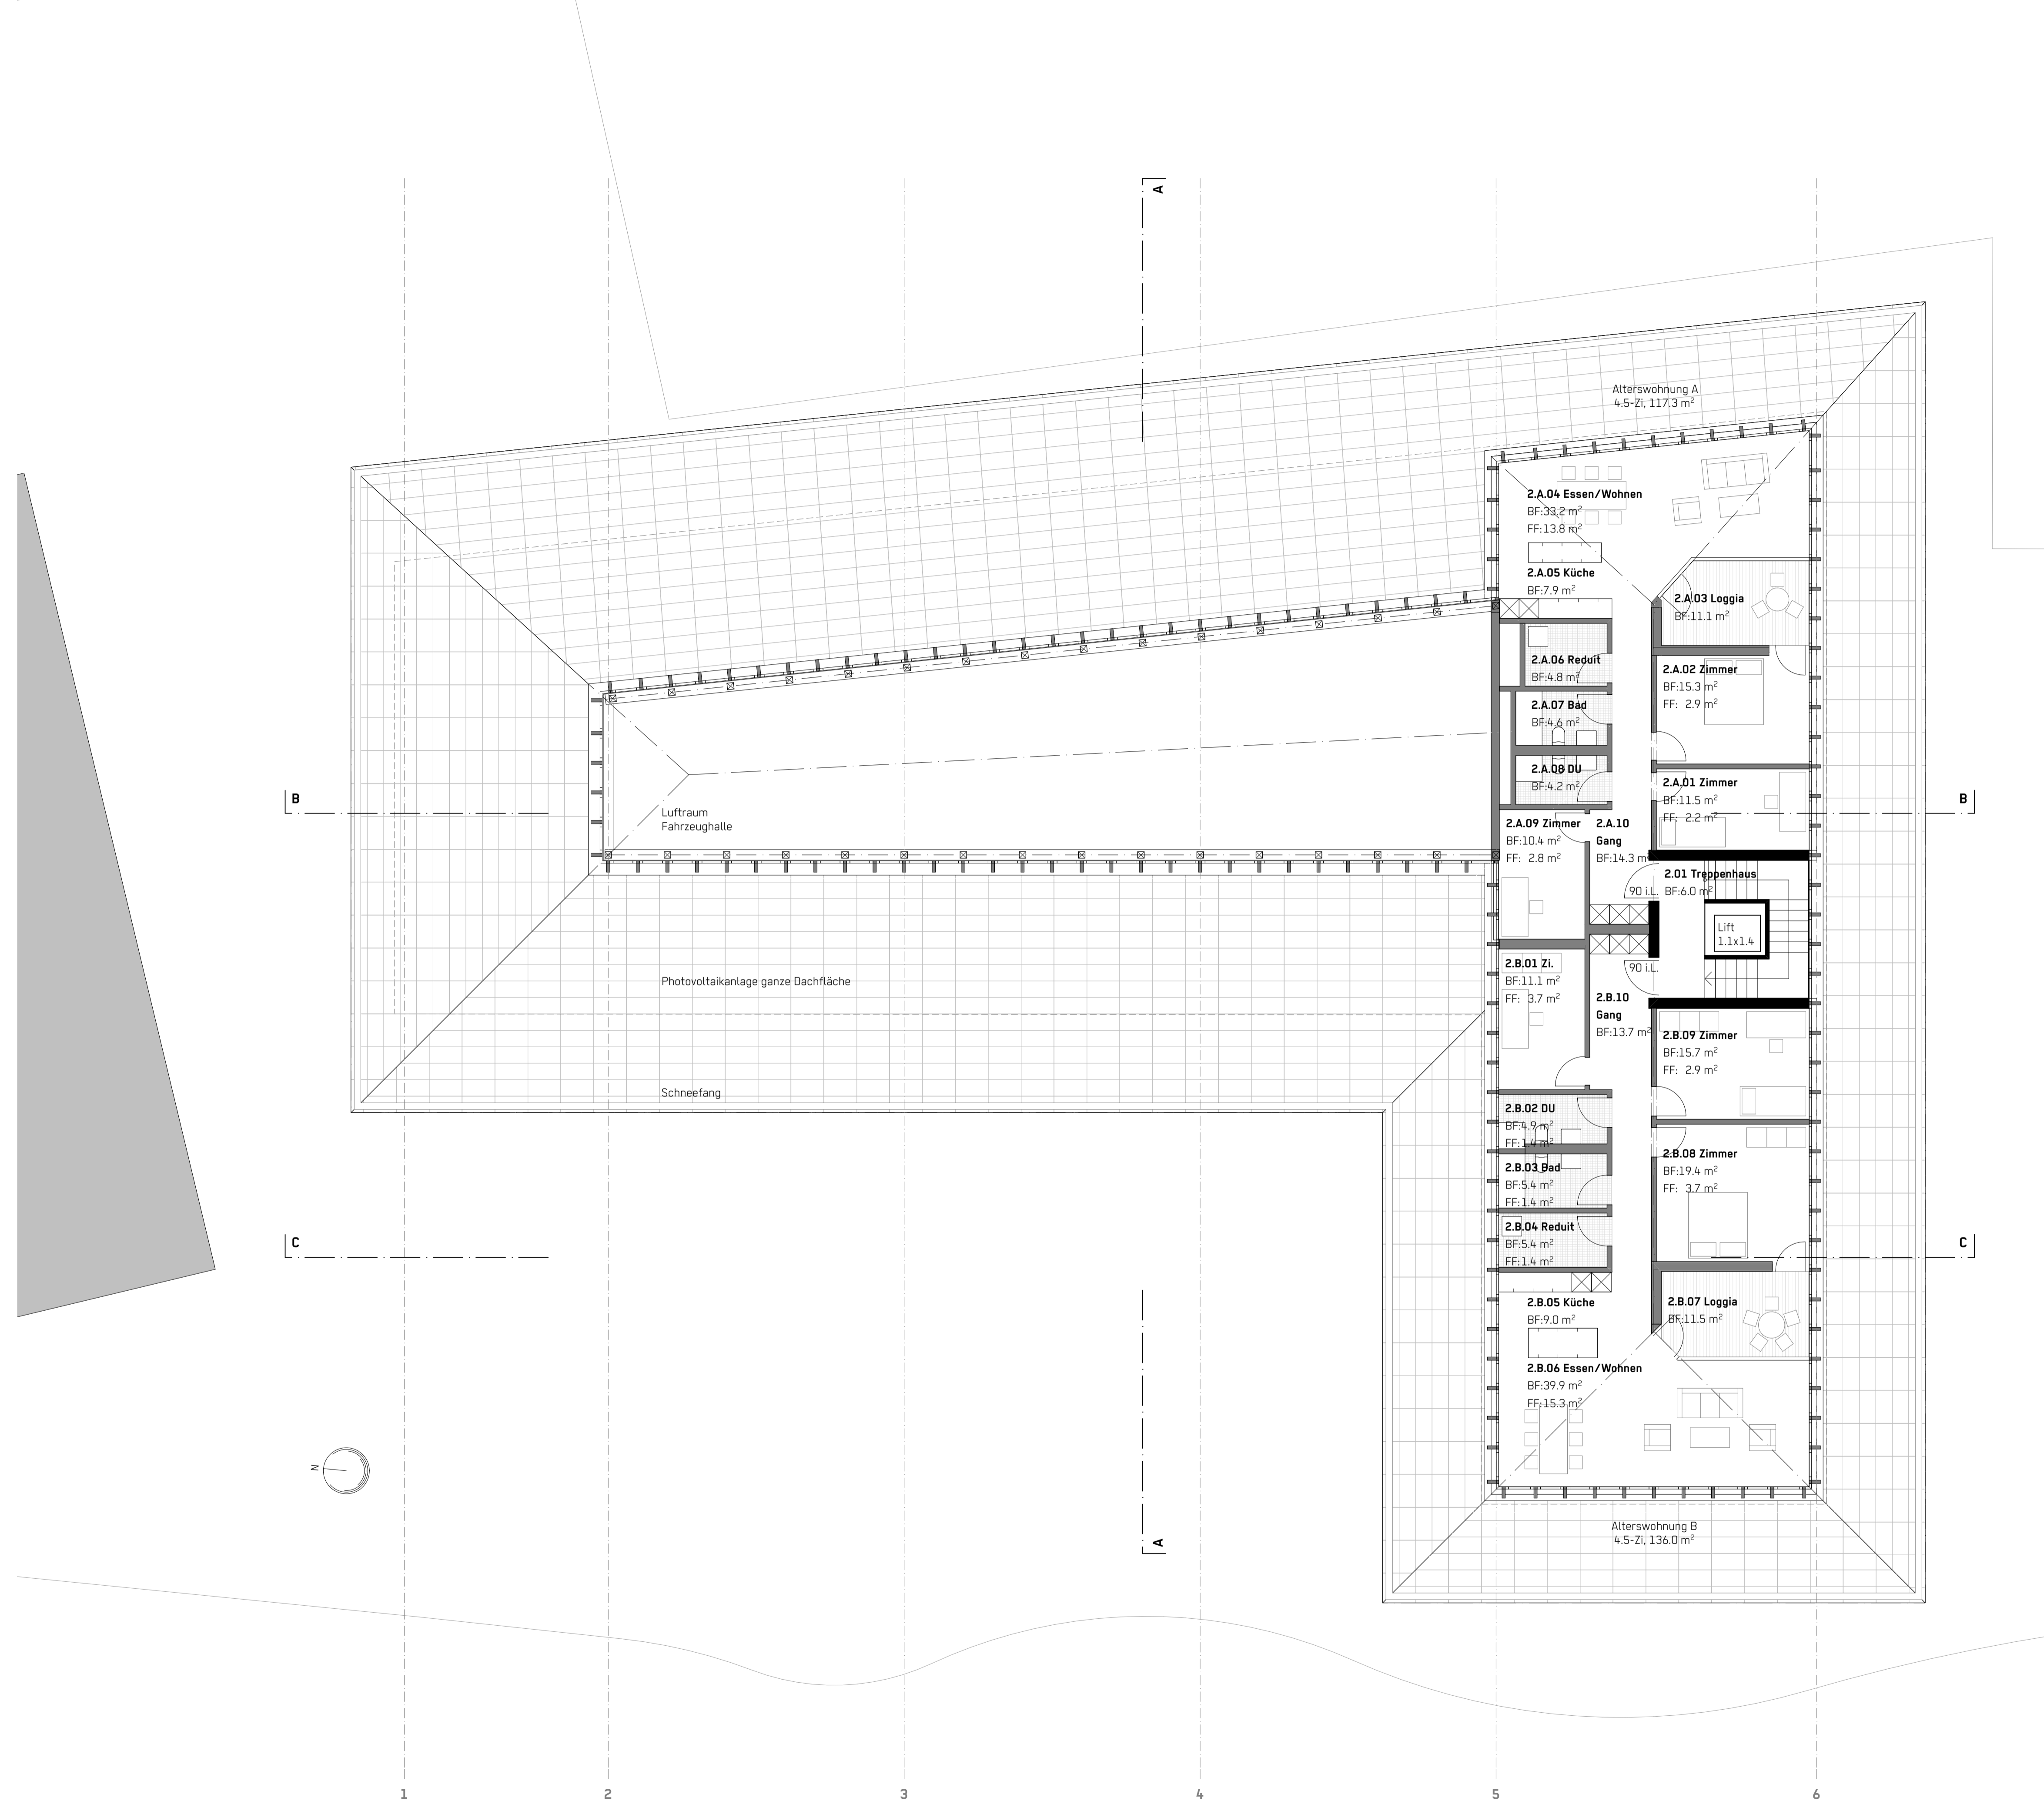 A
Alterswohnung A
4.5-Zi, 117.3 m²
2.A.04 Essen/Wohnen
BF:33.2 m²
FF: 13.8 m²
2.A.05 Küche
BF:7.9 m²
2.A.03 Loggia
BF:11.1 m²
2.A.06 Reduit
BF:4.8 m²
2.A.02 Zimmer
BF:15.3 m²
FF: 2.9 m²
2.A.07 Bad
BF:4.6 m²
2.A.08 DU
BF:4.2 m²
2.A.01 Zimmer
BF:11.5 m²
FF: 2.2 m²
B
B
Luftraum
Fahrzeughalle
2.A.09 Zimmer
BF:10.4 m²
FF: 2.8 m²
2.A.10
Gang
BF:14.3 m²
2.01 Treppenhaus
90 i.L. BF:6.0 m²
Lift
1.1x1.4
90 i.L.
2.B.01 Zi.
BF:11.1 m²
FF: 3.7 m²
Photovoltaikanlage ganze Dachfläche
2.B.10
Gang
BF:13.7 m²
2.B.09 Zimmer
BF:15.7 m²
FF: 2.9 m²
Schneefang
2.B.02 DU
BF:4.9 m²
FF:1.4 m²
2.B.03 Bad
BF:5.4 m²
FF:1.4 m²
2.B.08 Zimmer
BF:19.4 m²
FF: 3.7 m²
2.B.04 Reduit
BF:5.4 m²
FF:1.4 m²
C
C
2.B.05 Küche
BF:9.0 m²
2.B.07 Loggia
BF:11.5 m²
2.B.06 Essen/Wohnen
BF:39.9 m²
FF:15.3 m²
N
A
Alterswohnung B
4.5-Zi, 136.0 m²
1 2 3 4 5 6